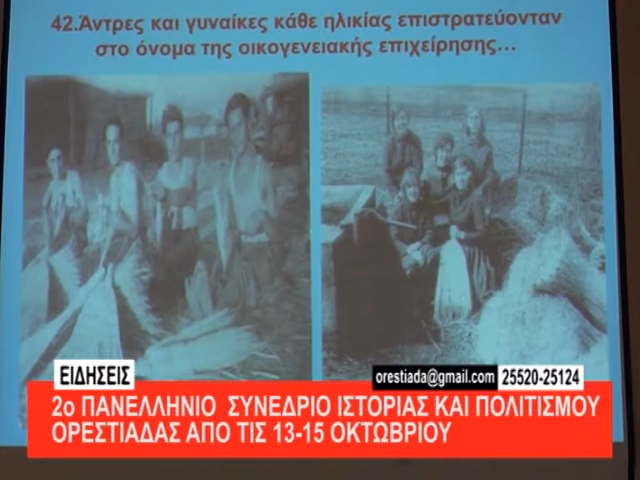 42.Άντρες και γυναίκες κάθε ηλικίας επιστρατεύονταν
στο όνομα της οικογενειακής επιχείρησης...
ΕΙΔΗΣΕΙΣ
orestiada@gmail.com 25520-25124
2ο ΠΑΝΕΛΛΗΝΙΟ ΣΥΝΕΔΡΙΟ ΙΣΤΟΡΙΑΣ ΚΑΙ ΠΟΛΙΤΙΣΜΟΥ
ΟΡΕΣΤΙΑΔΑΣ ΑΠΟ ΤΙΣ 13-15 ΟΚΤΩΒΡΙΟΥ